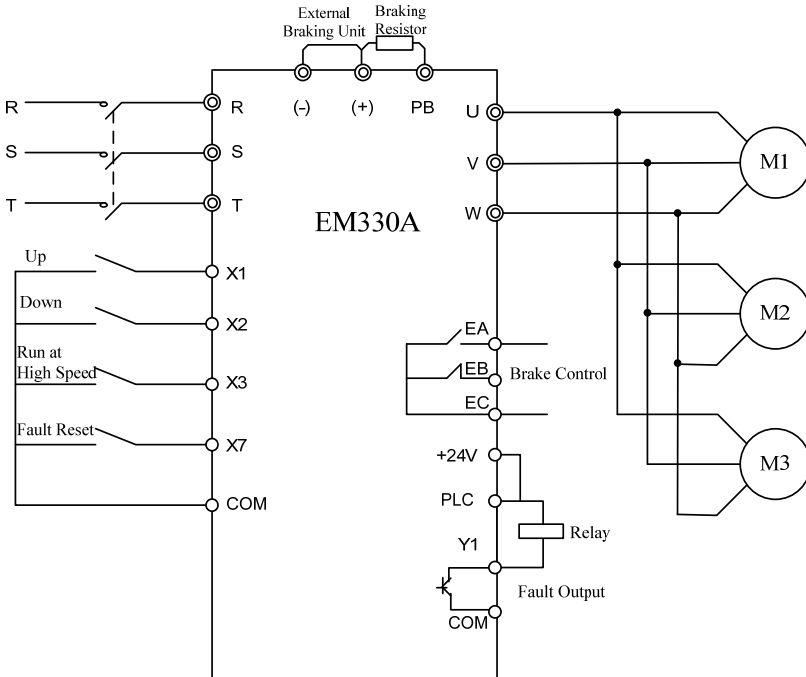 External
Braking Unit
Braking
Resistor
R
S
T
R
S
T
(-)
(+)
PB
U
V
W
EM330A
M1
M2
M3
Up
Down
Run at
High Speed
Fault Reset
X1
X2
X3
X7
COM
EA
EB
EC
Brake Control
+24V
PLC
Relay
Y1
Fault Output
COM